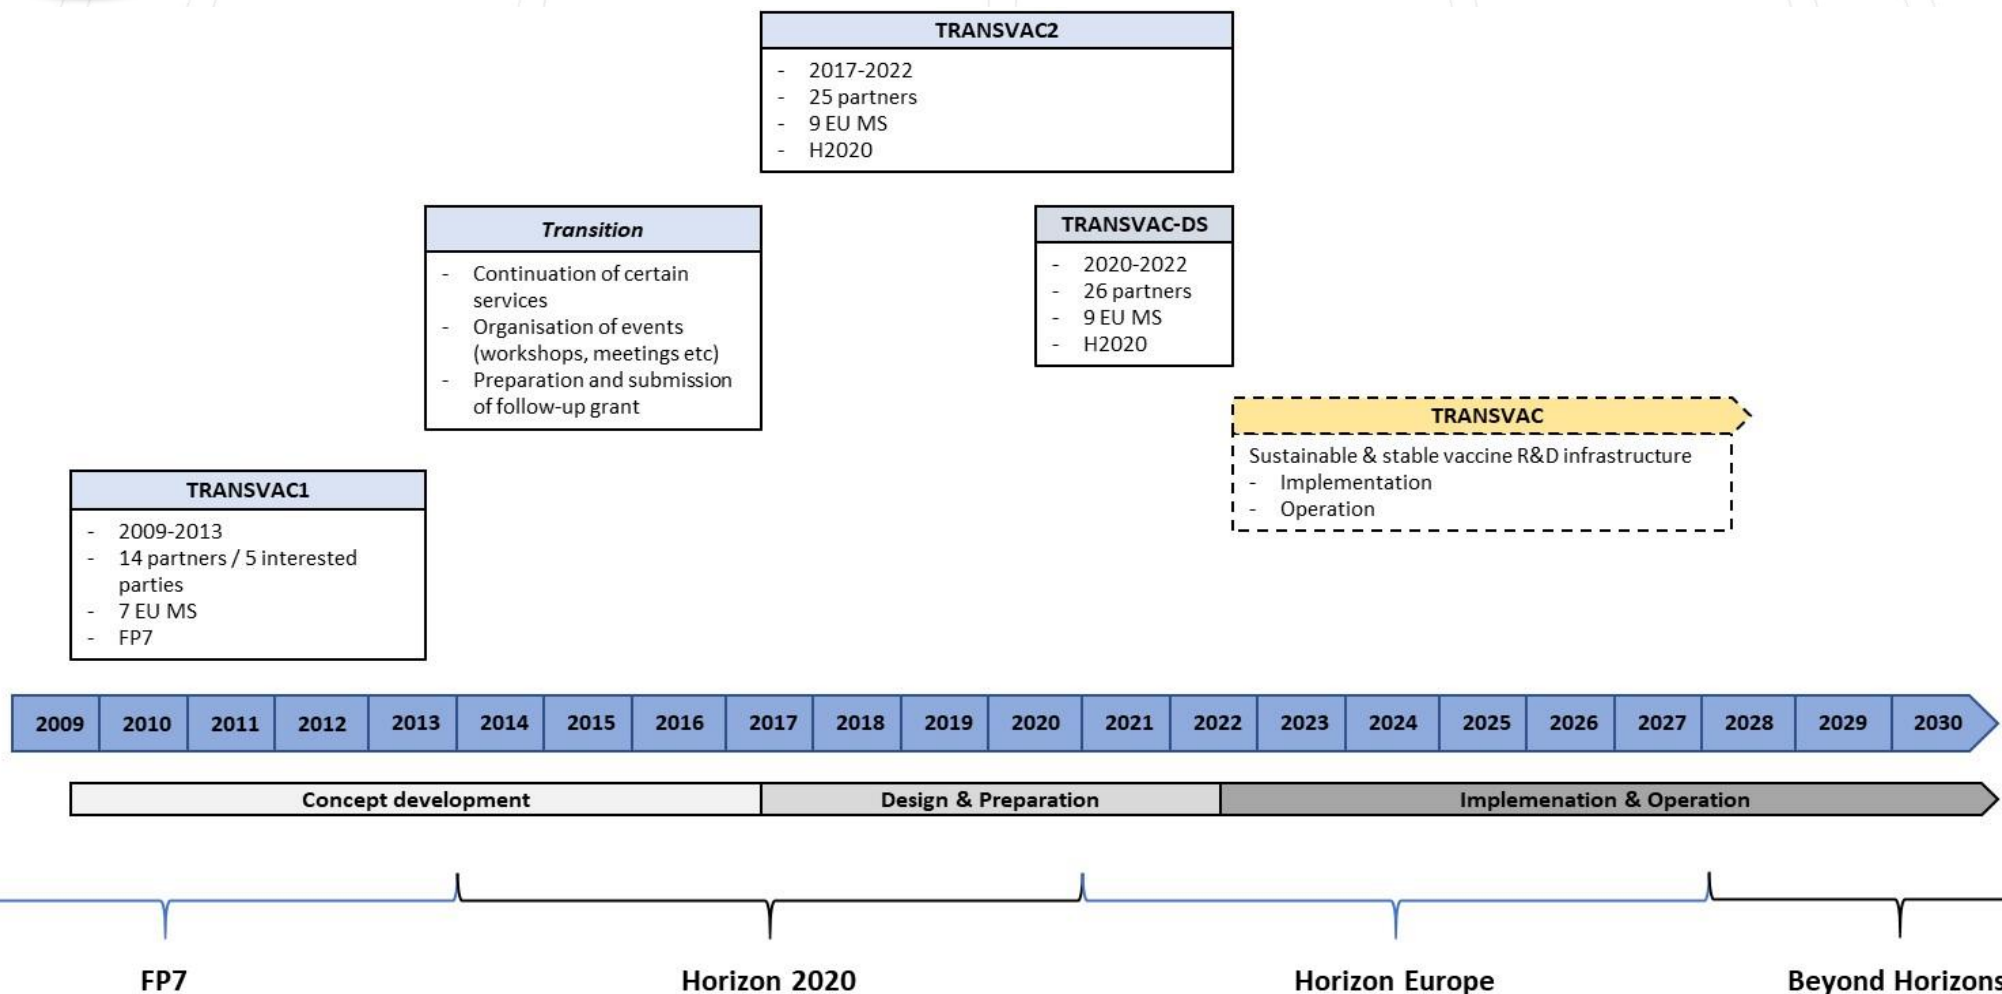 TRANSVAC2
- 2017-2022
- 25 partners
- 9 EU MS
- H2020
Transition
- Continuation of certain
services
- Organisation of events
(workshops, meetings etc)
- Preparation and submission
of follow-up grant
TRANSVAC-DS
- 2020-2022
- 26 partners
- 9 EU MS
- H2020
TRANSVAC
Sustainable & stable vaccine R&D infrastructure
- Implementation
- Operation
TRANSVAC1
- 2009-2013
- 14 partners / 5 interested
parties
- 7 EU MS
- FP7
2009 2010 2011 2012 2013 2014 2015 2016 2017 2018 2019 2020 2021 2022 2023 2024 2025 2026 2027 2028 2029 2030
Concept development Design & Preparation Implemenation & Operation
FP7 Horizon 2020 Horizon Europe Beyond Horizons